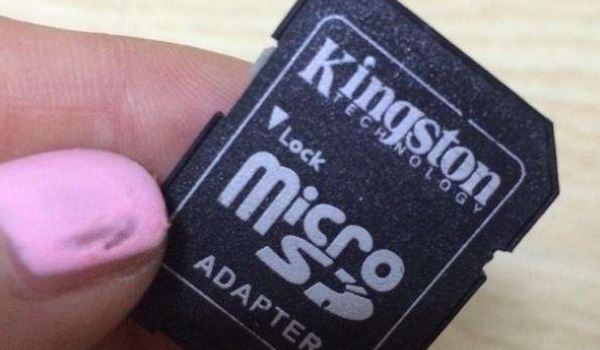 Kingston
TECHNOLOGY
Lock
micro
SD
ADAPTER